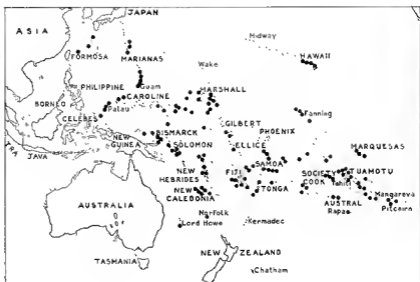 JAPAN
ASIA
Midway
FORMOSA
MARIANAS
Wake
HAWAII
PHILIPPINE
Guam
CAROLINE
MARSHALL
BORNEO
Palau
Fanning
CELEBES
GILBERT
PHOENIX
BISMARCK
NEW
GUINEA
SOLOMON
ELLICE
MARQUESAS
TRA
JAVA
SAMOA
NEW
HEBRIDES
FIJI
SOCIETY
TUAMOTU
COOK
Tahiti
TONGA
Mangareva
NEW
CALEDONIA
AUSTRAL
Pitcairn
AUSTRALIA
Rapa
Norfolk
Lord Howe
Kermadec
TASMANIA
NEW ZEALAND
Chatham